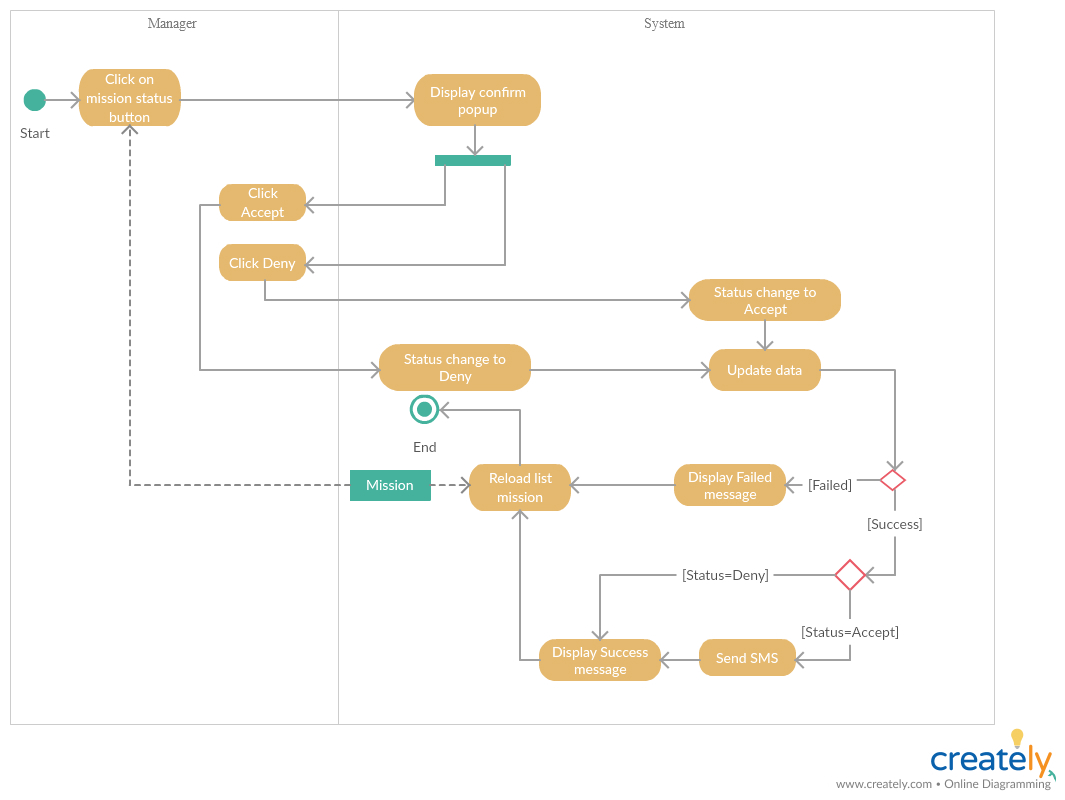 Manager
System
Click on
mission status
button
Display confirm
popup
Start
Click
Accept
Click Deny
Status change to
Accept
Status change to
Deny
Update data
End
Mission
Reload list
mission
Display Failed
message
[Failed]
[Success]
[Status=Deny]
[Status=Accept]
Display Success
message
Send SMS
creately
www.creately.com • Online Diagramming